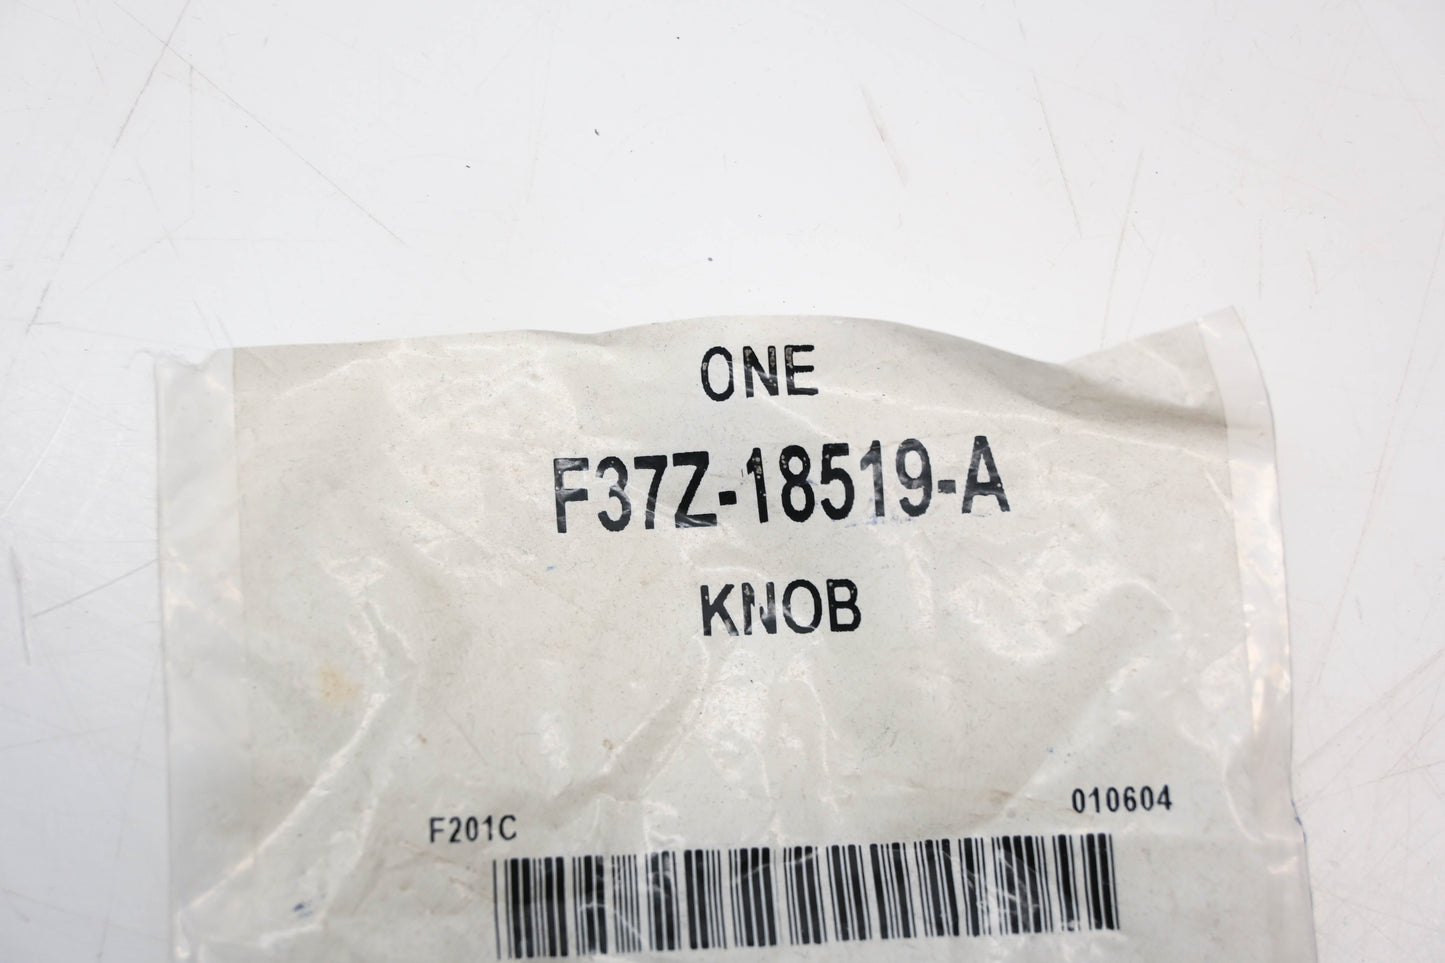 ONE
F37Z-18519-A
KNOB
F201C
010604